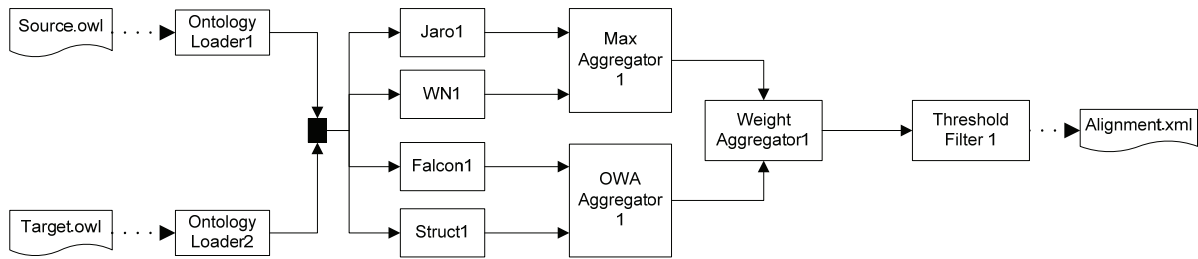 Source.owl
Ontology
Loader1
Jaro1
Max
Aggregator
1
WN1
Weight
Aggregator1
Threshold
Filter 1
Alignment.xml
Falcon1
OWA
Aggregator
1
Target.owl
Ontology
Loader2
Struct1